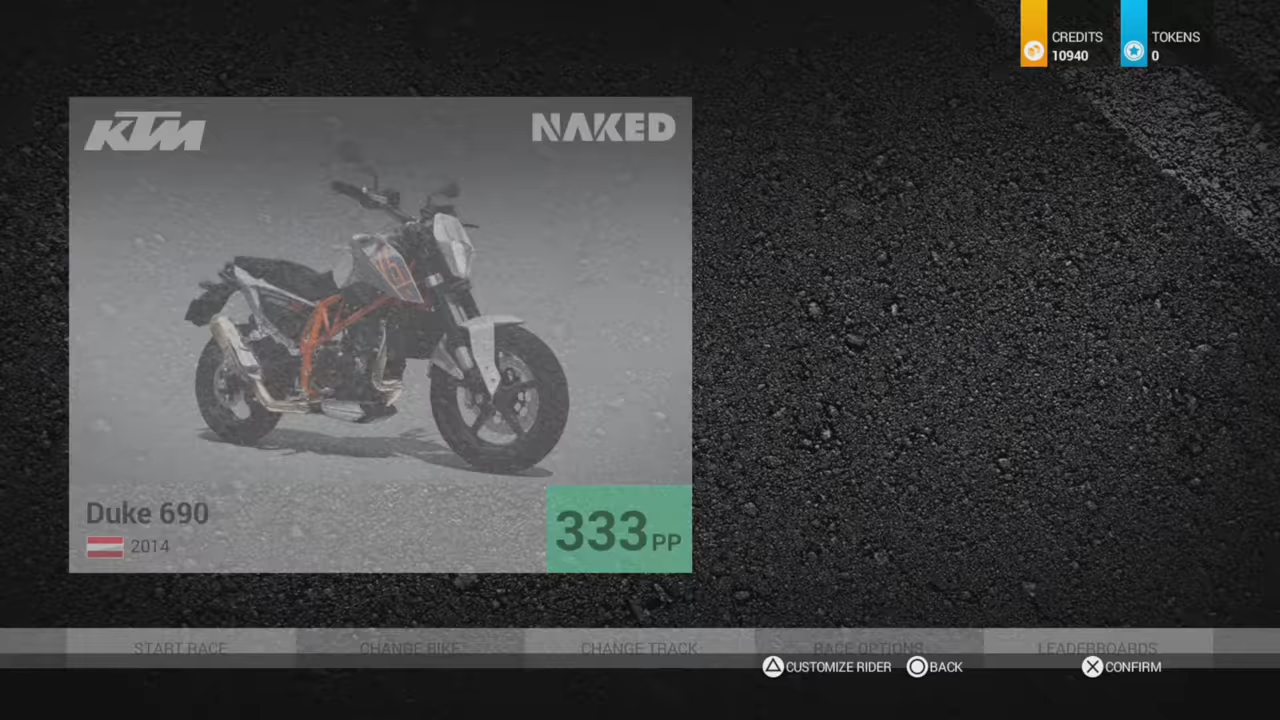 CREDITS
10940
TOKENS
0
KTM
NAKED
Duke 690
2014
333 PP
START RACE
CHANGE BIKE
CHANGE TRACK
RACE OPTIONS
LEADERBOARDS
CUSTOMIZE RIDER
BACK
CONFIRM